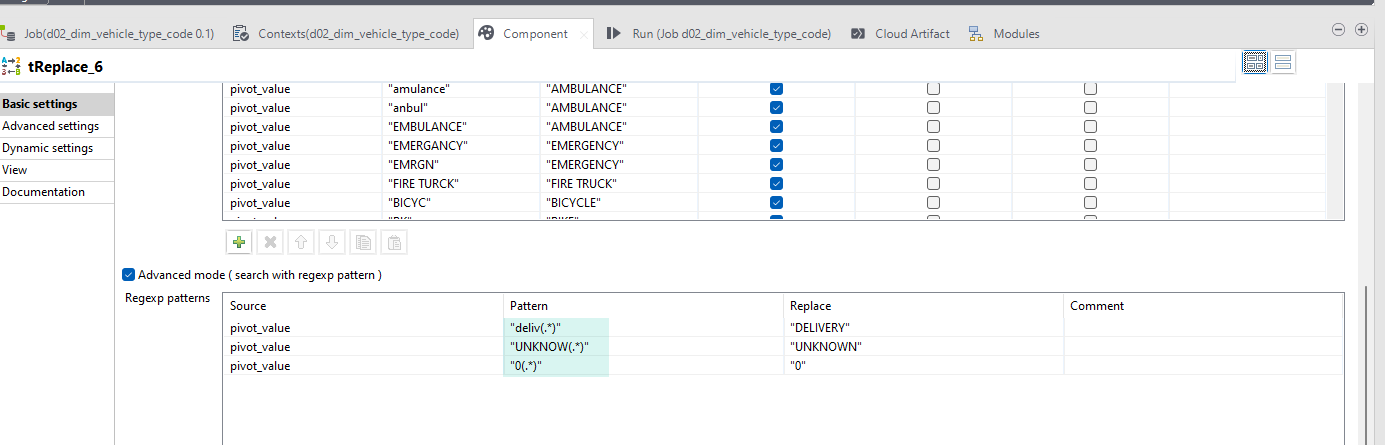 Job(d02_dim_vehicle_type_code 0.1) Contexts(d02_dim_vehicle_type_code) Component Run (Job d02_dim_vehicle_type_code) Cloud Artifact Modules
tReplace_6
Basic settings
Advanced settings
Dynamic settings
View
Documentation
pivot_value "amulance" "AMBULANCE"
pivot_value "anbul" "AMBULANCE"
pivot_value "EMBULANCE" "AMBULANCE"
pivot_value "EMERGANCY" "EMERGENCY"
pivot_value "EMRGN" "EMERGENCY"
pivot_value "FIRE TURCK" "FIRE TRUCK"
pivot_value "BICYC" "BICYCLE"
Advanced mode ( search with regexp pattern )
Regexp patterns
Source Pattern Replace Comment
pivot_value "deliv(.*)" "DELIVERY"
pivot_value "UNKNOW(.*)" "UNKNOWN"
pivot_value "0(.*)" "0"